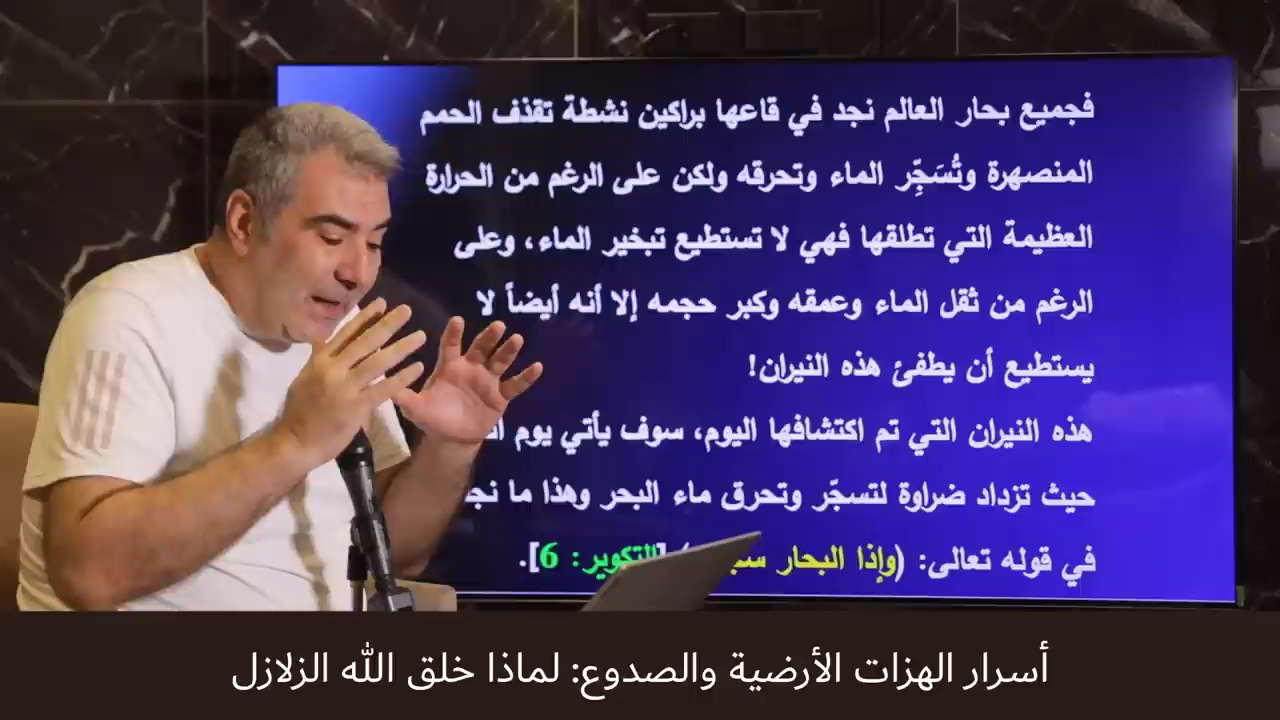 فجميع بحار العالم نجد في قاعها براكين نشطة تقذف الحمم
المنصهرة وتُسَجِّر الماء وتحرقه ولكن على الرغم من الحرارة
العظيمة التي تطلقها فهي لا تستطيع تبخير الماء، وعلى
الرغم من ثقل الماء وعمقه وكبر حجمه إلا أنه أيضاً لا
يستطيع أن يطفئ هذه النيران!
هذه النيران التي تم اكتشافها اليوم، سوف يأتي يوم
حيث تزداد ضراوة لتسجّر وتحرق ماء البحر وهذا ما
في قوله تعالى: (وإذا البحار [التكوير: 6].
أسرار الهزات الأرضية والصدوع: لماذا خلق الله الزلازل